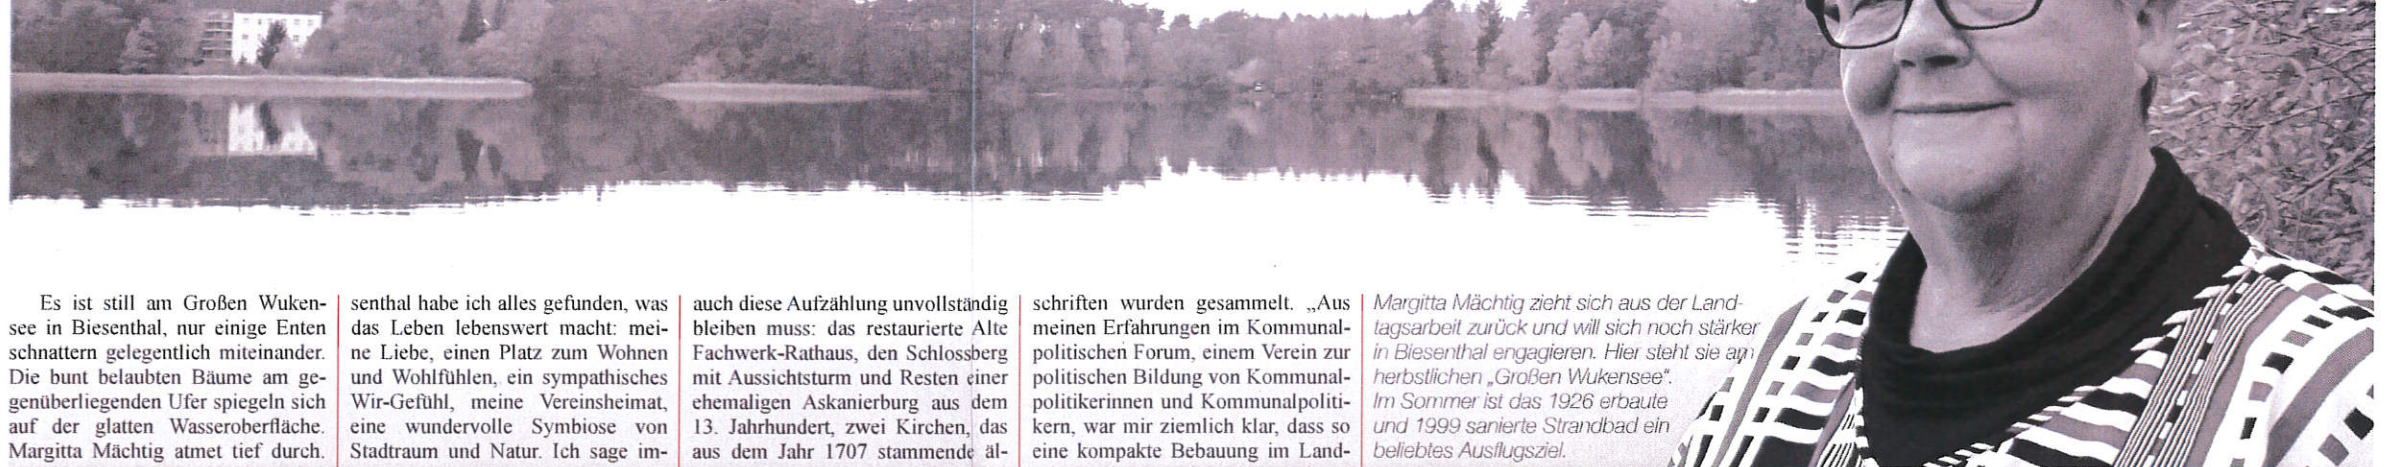 Es ist still am Großen Wuken-
see in Biesenthal, nur einige Enten
schnattern gelegentlich miteinander.
Die bunt belaubten Bäume am ge-
genüberliegenden Ufer spiegeln sich
auf der glatten Wasseroberfläche.
Margitta Mächtig atmet tief durch.
senthal habe ich alles gefunden, was
das Leben lebenswert macht: mei-
ne Liebe, einen Platz zum Wohnen
und Wohlfühlen, ein sympathisches
Wir-Gefühl, meine Vereinsheimat,
eine wundervolle Symbiose von
Stadtraum und Natur. Ich sage im-
auch diese Aufzählung unvollständig
bleiben muss: das restaurierte Alte
Fachwerk-Rathaus, den Schlossberg
mit Aussichtsturm und Resten einer
ehemaligen Askanierburg aus dem
13. Jahrhundert, zwei Kirchen, das
aus dem Jahr 1707 stammende äl-
schriften wurden gesammelt. „Aus
meinen Erfahrungen im Kommunal-
politischen Forum, einem Verein zur
politischen Bildung von Kommunal-
politikerinnen und Kommunalpoliti-
kern, war mir ziemlich klar, dass so
eine kompakte Bebauung im Land-
Margitta Mächtig zieht sich aus der Land-
tagsarbeit zurück und will sich noch stärker
in Biesenthal engagieren. Hier steht sie am
herbstlichen „Großen Wukensee".
Im Sommer ist das 1926 erbaute
und 1999 sanierte Strandbad ein
beliebtes Ausflugsziel.